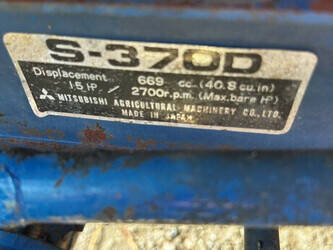 S-370D
Displacement 669 cc. (40.8 cu.in)
15 HP / 2700 r.p.m. (Max. bare HP)
MITSUBISHI AGRICULTURAL MACHINERY CO., LTD.
MADE IN JAPAN